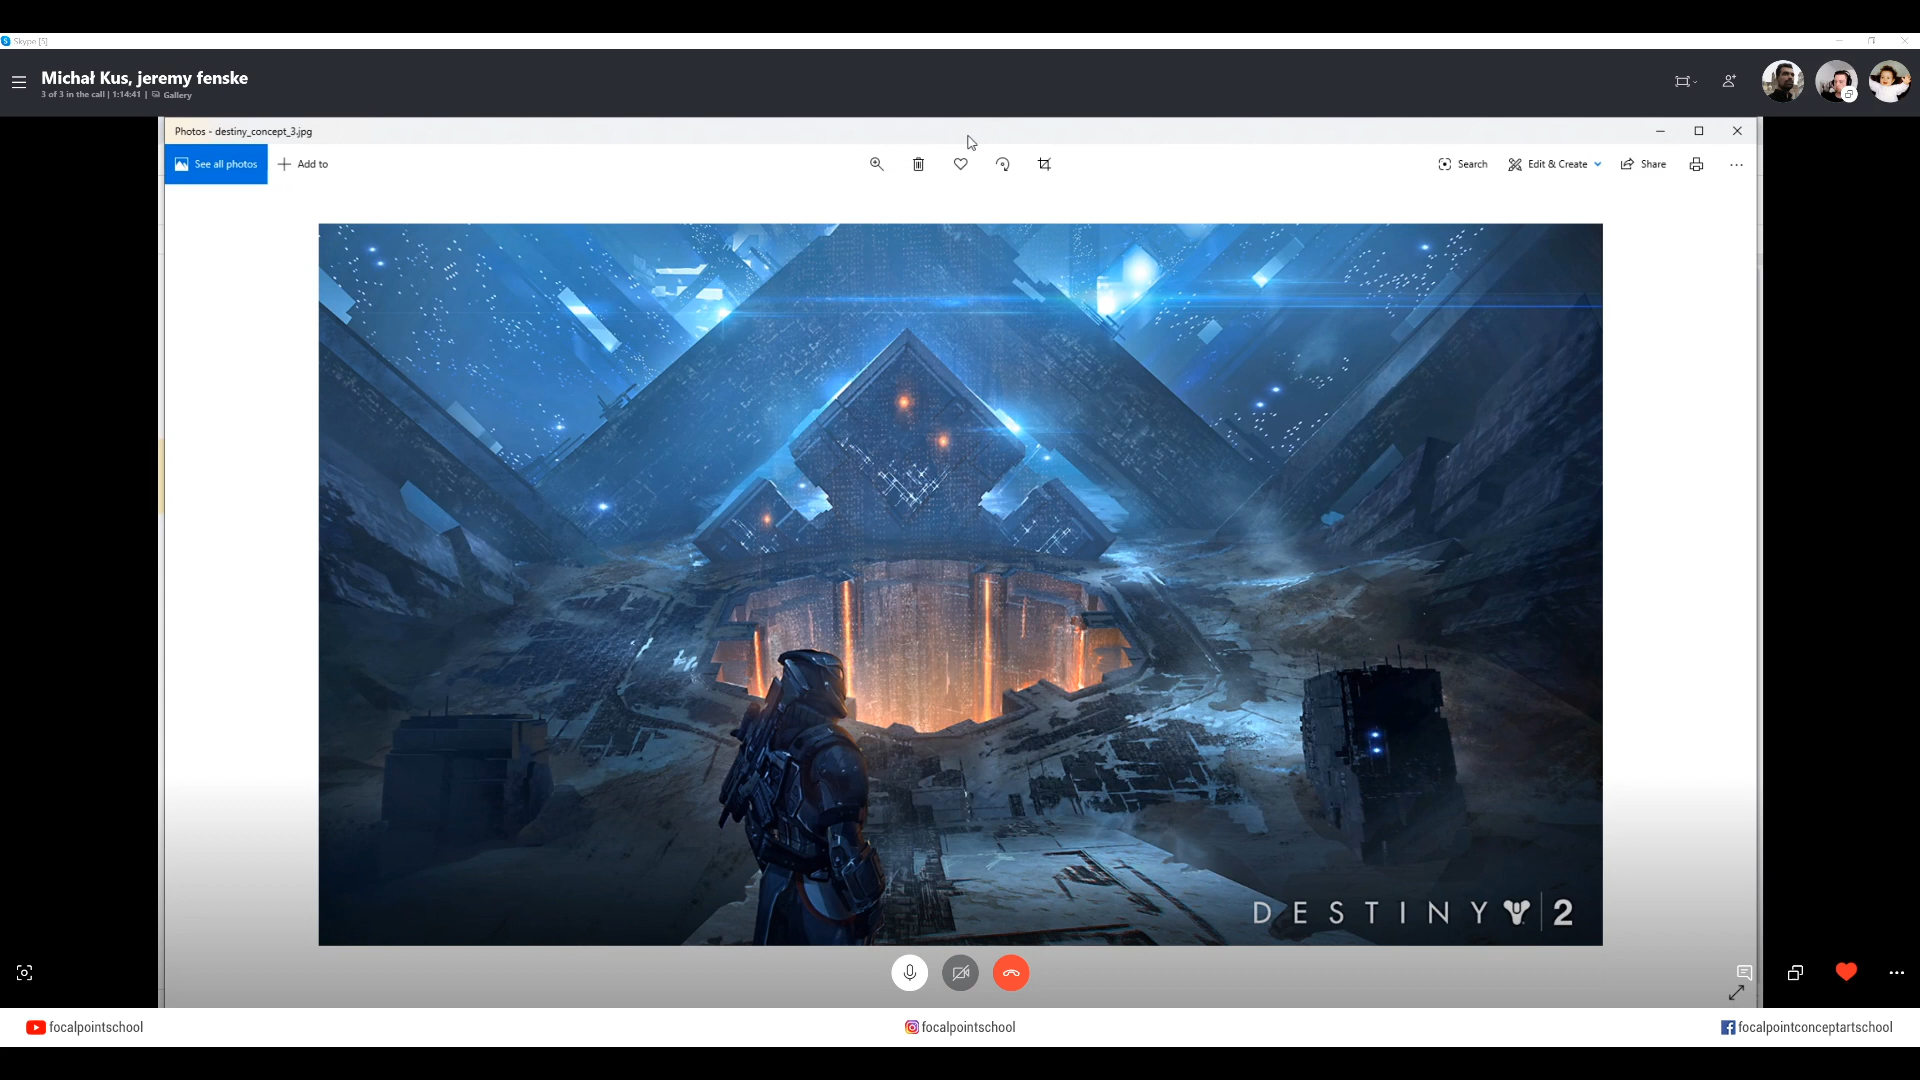 Skype [5]
Michał Kus, jeremy fenske
3 of 3 in the call | 1:14:41 | Gallery
Photos - destiny_concept_3.jpg
See all photos
Add to
Search
Edit & Create
Share
DESTINY 2
focalpointschool
focalpointschool
focalpointconceptartschool